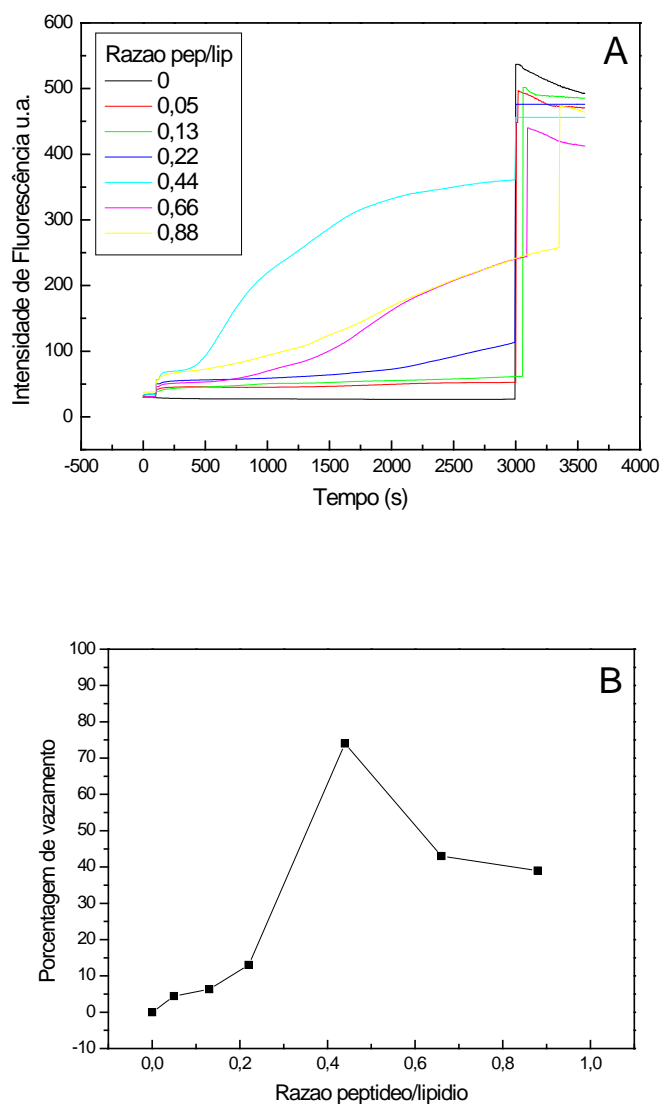 A
Razao pep/lip
0
0,05
0,13
0,22
0,44
0,66
0,88
Intensidade de Fluorescência u.a.
600
500
400
300
200
100
0
-500 0 500 1000 1500 2000 2500 3000 3500 4000
Tempo (s)
B
Porcentagem de vazamento
100
90
80
70
60
50
40
30
20
10
0
-10
0,0 0,2 0,4 0,6 0,8 1,0
Razao peptideo/lipidio